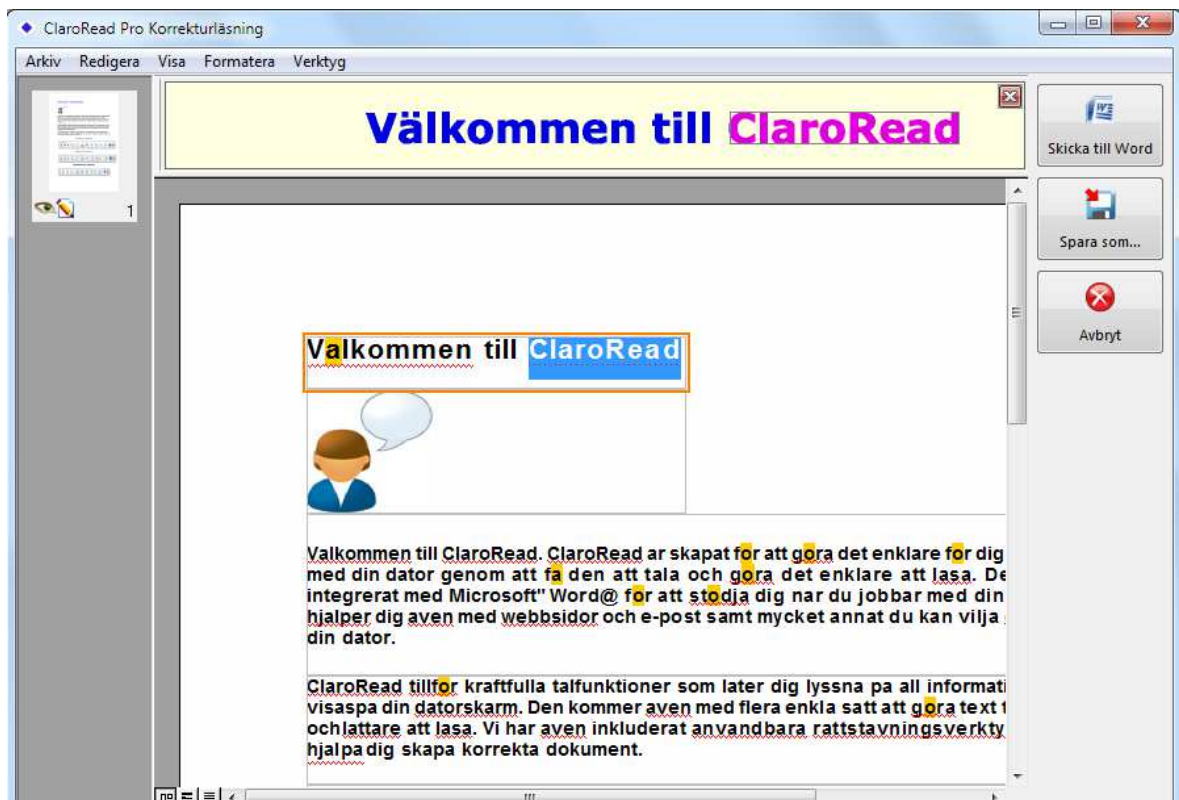 ClaroRead Pro Korrekturläsning
Arkiv Redigera Visa Formatera Verktyg
Välkommen till ClaroRead
1
Skicka till Word
Spara som...
Avbryt
Valkommen till ClaroRead
Valkommen till ClaroRead. ClaroRead ar skapat for att gora det enklare for dig
med din dator genom att fa den att tala och gora det enklare att lasa. De
integrerat med Microsoft" Word@ for att stodja dig nar du jobbar med din
hjalper dig aven med webbsidor och e-post samt mycket annat du kan vilja
din dator.
ClaroRead tillfor kraftfulla talfunktioner som later dig lyssna pa all informati
visaspa din datorskarm. Den kommer aven med flera enkla satt att gora text t
ochlattare att lasa. Vi har aven inkluderat anvandbara rattstavningsverkty
hjalpa dig skapa korrekta dokument.